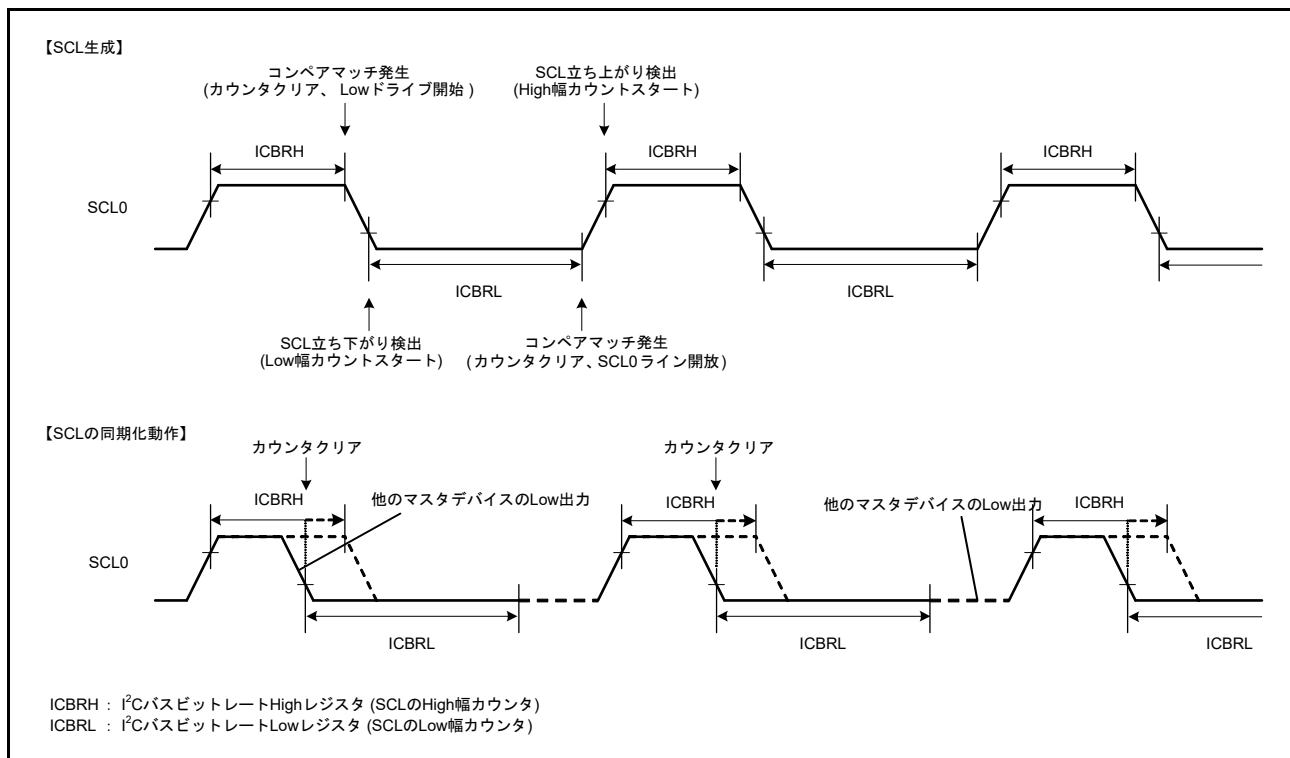 【SCL生成】
コンペアマッチ発生
(カウンタクリア、 Lowドライブ開始 )
SCL立ち上がり検出
(High幅カウントスタート)
ICBRH
ICBRH
ICBRH
SCL0
ICBRL
ICBRL
SCL立ち下がり検出
(Low幅カウントスタート)
コンペアマッチ発生
(カウンタクリア、SCL0ライン開放)
【SCLの同期化動作】
カウンタクリア
カウンタクリア
ICBRH
他のマスタデバイスのLow出力
ICBRH
他のマスタデバイスのLow出力
ICBRH
SCL0
ICBRL
ICBRL
ICBRL
ICBRH : I²CバスビットレートHighレジスタ (SCLのHigh幅カウンタ)
ICBRL : I²CバスビットレートLowレジスタ (SCLのLow幅カウンタ)